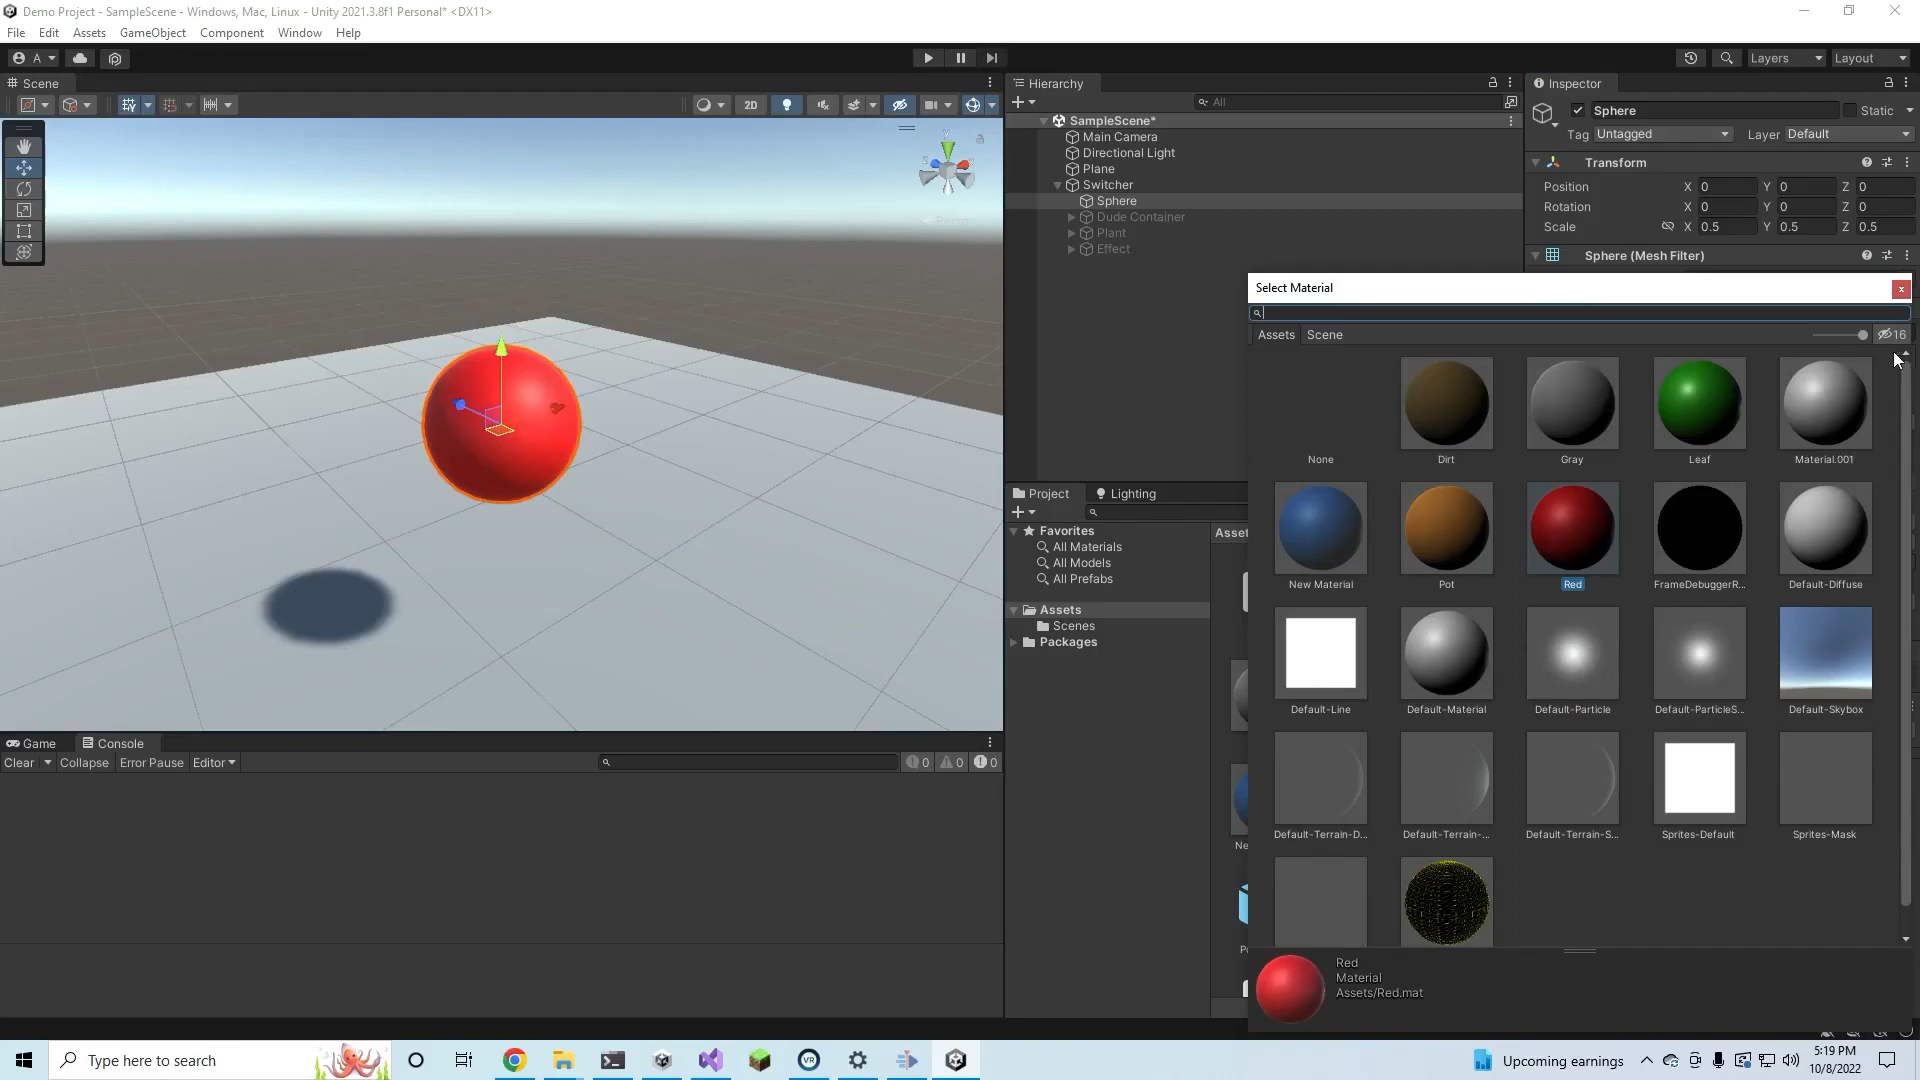 Demo Project - SampleScene - Windows, Mac, Linux - Unity 2021.3.8f1 Personal* <DX11>
File Edit Assets GameObject Component Window Help
A Layers Layout
Scene
2D
Hierarchy
All
SampleScene*
Main Camera
Directional Light
Plane
Switcher
Sphere
Dude Container
Plant
Effect
Inspector
Sphere Static
Tag Untagged Layer Default
Transform
Position X 0 Y 0 Z 0
Rotation X 0 Y 0 Z 0
Scale X 0.5 Y 0.5 Z 0.5
Sphere (Mesh Filter)
Select Material
Assets Scene 16
None Dirt Gray Leaf Material.001
New Material Pot Red FrameDebuggerR... Default-Diffuse
Default-Line Default-Material Default-Particle Default-ParticleS... Default-Skybox
Default-Terrain-D... Default-Terrain-... Default-Terrain-S... Sprites-Default Sprites-Mask
Red
Material
Assets/Red.mat
Project Lighting
Favorites
All Materials
All Models
All Prefabs
Assets
Scenes
Packages
Asset
Ne
Game Console
Clear Collapse Error Pause Editor 0 0 0
Type here to search
VR
Upcoming earnings
5:19 PM
10/8/2022